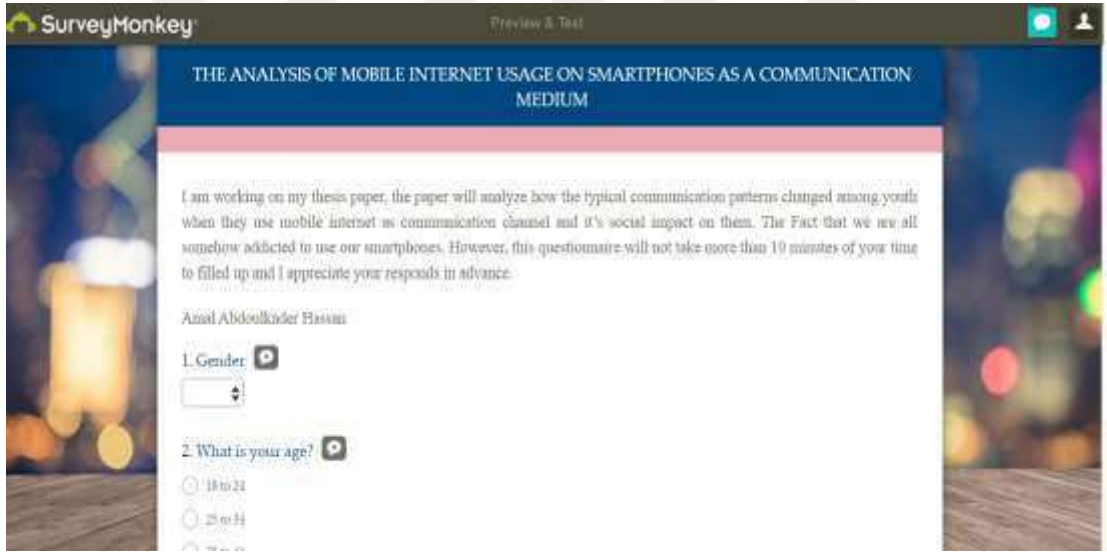 SurveyMonkey
Preview & Test
THE ANALYSIS OF MOBILE INTERNET USAGE ON SMARTPHONES AS A COMMUNICATION
MEDIUM
I am working on my thesis paper, the paper will analyze how the typical communication patterns changed among youth
when they use mobile internet as communication channel and it's social impact on them. The Fact that we are all
somehow addicted to use our smartphones. However, this questionnaire will not take more than 10 minutes of your time
to filled up and I appreciate your responds in advance.
Amal Abdoulkader Hassan
1. Gender
2. What is your age?
18 to 24
25 to 34